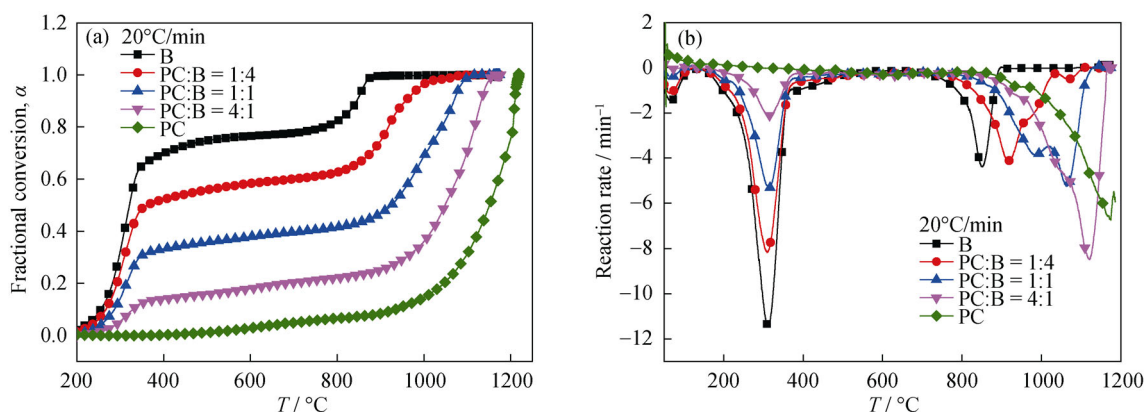 (a)
20°C/min
B
PC:B = 1:4
PC:B = 1:1
PC:B = 4:1
PC
Fractional conversion, α
1.2
1.0
0.8
0.6
0.4
0.2
0.0
200 400 600 800 1000 1200
T / °C
(b)
Reaction rate / min⁻¹
2
0
−2
−4
−6
−8
−10
−12
20°C/min
B
PC:B = 1:4
PC:B = 1:1
PC:B = 4:1
PC
200 400 600 800 1000 1200
T / °C